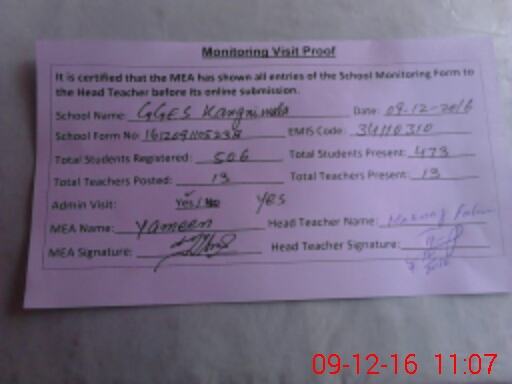 Monitoring Visit Proof
It is certified that the MEA has shown all entries of the School Monitoring Form to
the Head Teacher before its online submission.
School Name: GGES Date: 09-12-2016
School Form No: EMIS Code: 34110310
Total Students Registered: 506 Total Students Present: 473
Total Teachers Posted: 13 Total Teachers Present: 13
Admin Visit: Yes / No Yes
MEA Name: Yameen Head Teacher Name:
MEA Signature: Head Teacher Signature:
09-12-16 11:07